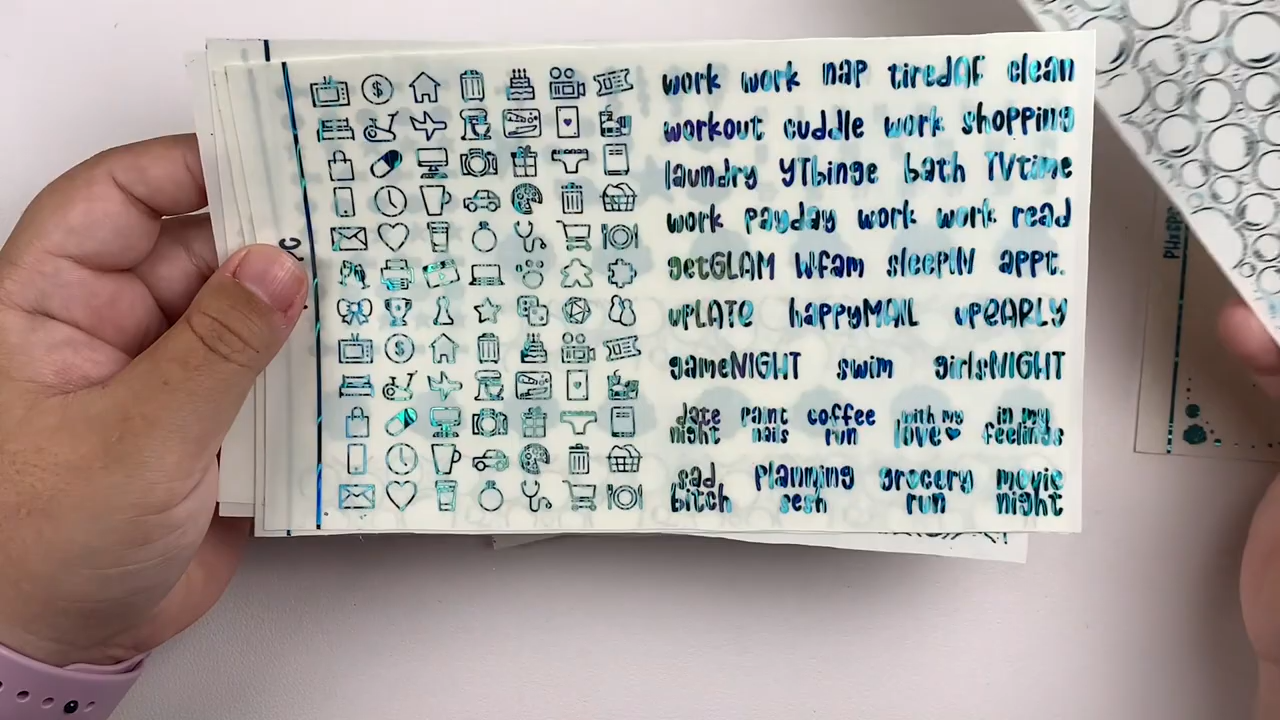 work work nap tiredAF clean
workout cuddle work shopping
laundry YTbinge bath TVtime
work payday work work read
getGLAM Wfam sleepIN appt.
upLATE happyMAIL upEARLY
gameNIGHT swim girlsNIGHT
date night paint nails coffee run with my love♥ in my feelings
sad bitch planning sesh grocery run movie night